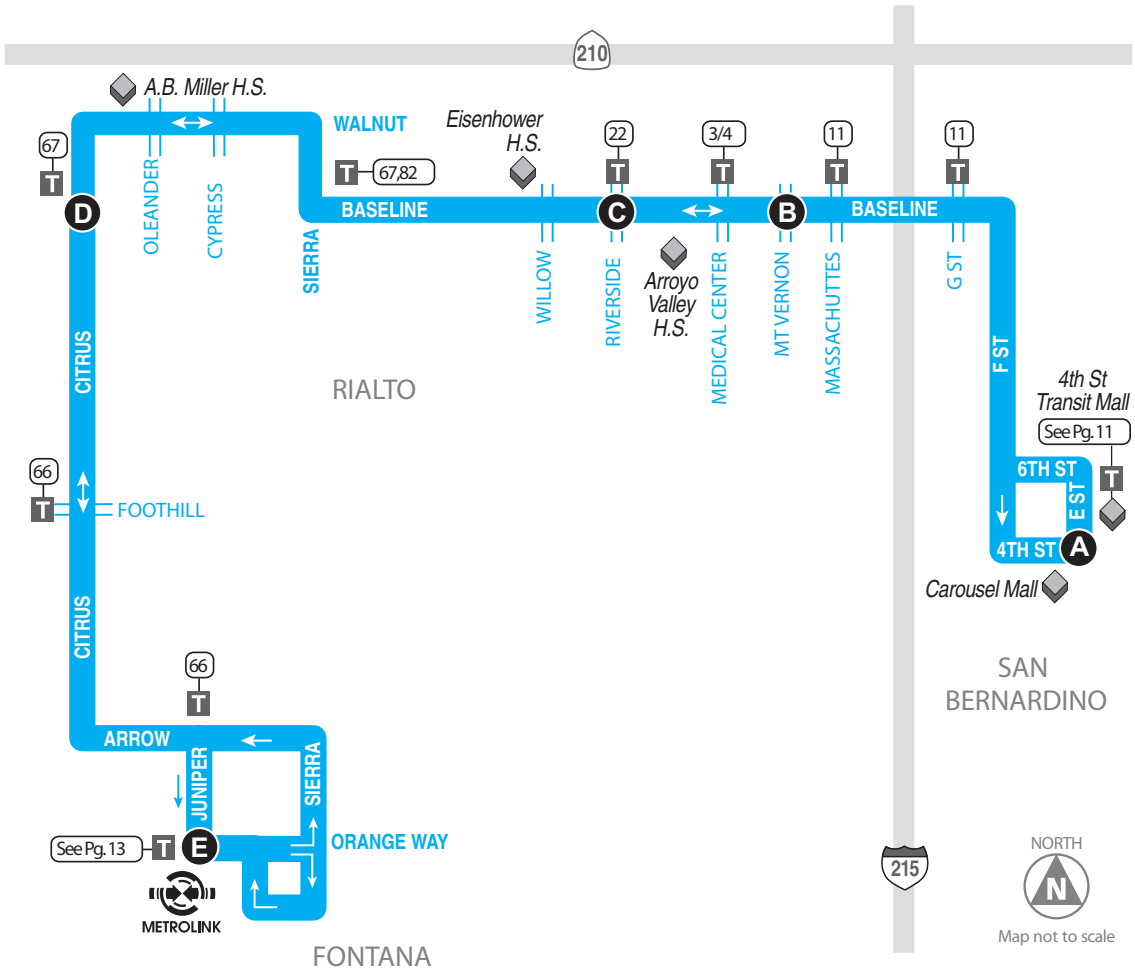 210
A.B. Miller H.S.
WALNUT
Eisenhower
H.S.
67
T
22
T
3/4
T
11
T
11
T
T
67,82
D
OLEANDER
CYPRESS
SIERRA
BASELINE
C
B
BASELINE
WILLOW
RIVERSIDE
Arroyo
Valley
H.S.
MEDICAL CENTER
MT VERNON
MASSACHUTTES
G ST
CITRUS
RIALTO
F ST
4th St
Transit Mall
See Pg. 11
T
6TH ST
E ST
4TH ST
A
Carousel Mall
66
T
FOOTHILL
CITRUS
SAN
BERNARDINO
66
T
ARROW
JUNIPER
SIERRA
See Pg. 13
T
E
ORANGE WAY
METROLINK
215
NORTH
N
Map not to scale
FONTANA